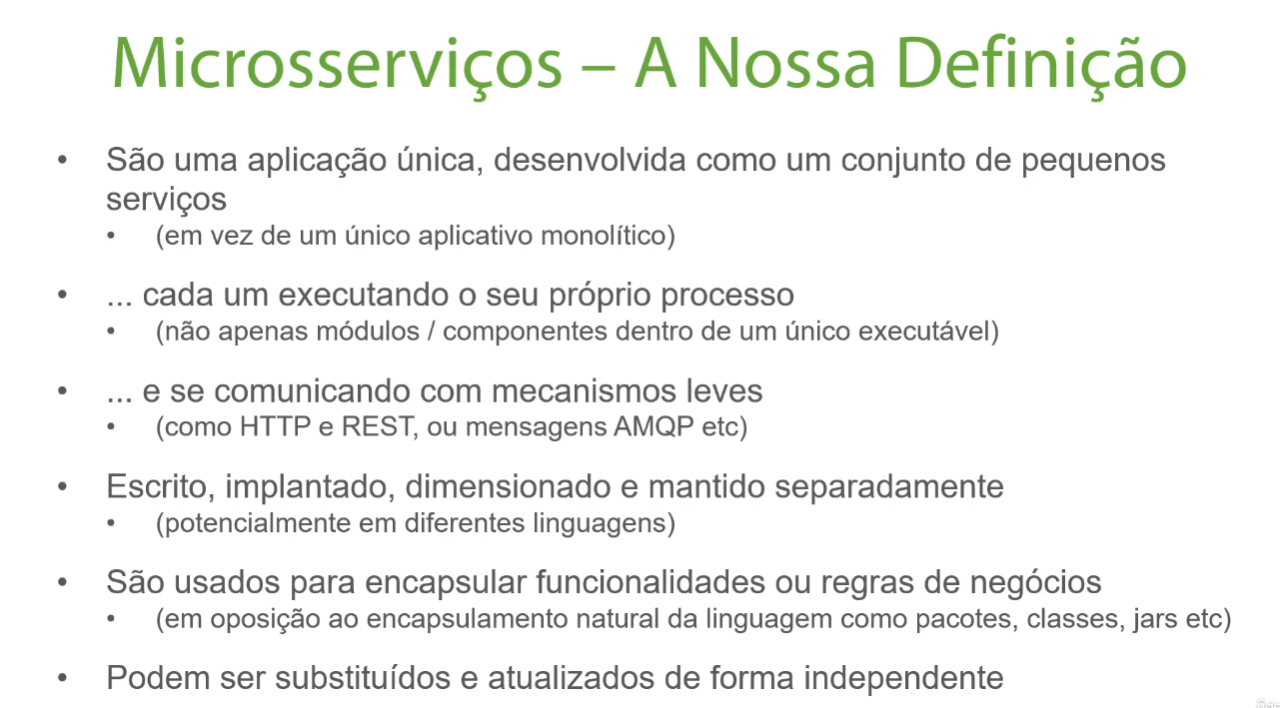 Microsserviços – A Nossa Definição
• São uma aplicação única, desenvolvida como um conjunto de pequenos
serviços
• (em vez de um único aplicativo monolítico)
• ... cada um executando o seu próprio processo
• (não apenas módulos / componentes dentro de um único executável)
• ... e se comunicando com mecanismos leves
• (como HTTP e REST, ou mensagens AMQP etc)
• Escrito, implantado, dimensionado e mantido separadamente
• (potencialmente em diferentes linguagens)
• São usados para encapsular funcionalidades ou regras de negócios
• (em oposição ao encapsulamento natural da linguagem como pacotes, classes, jars etc)
• Podem ser substituídos e atualizados de forma independente